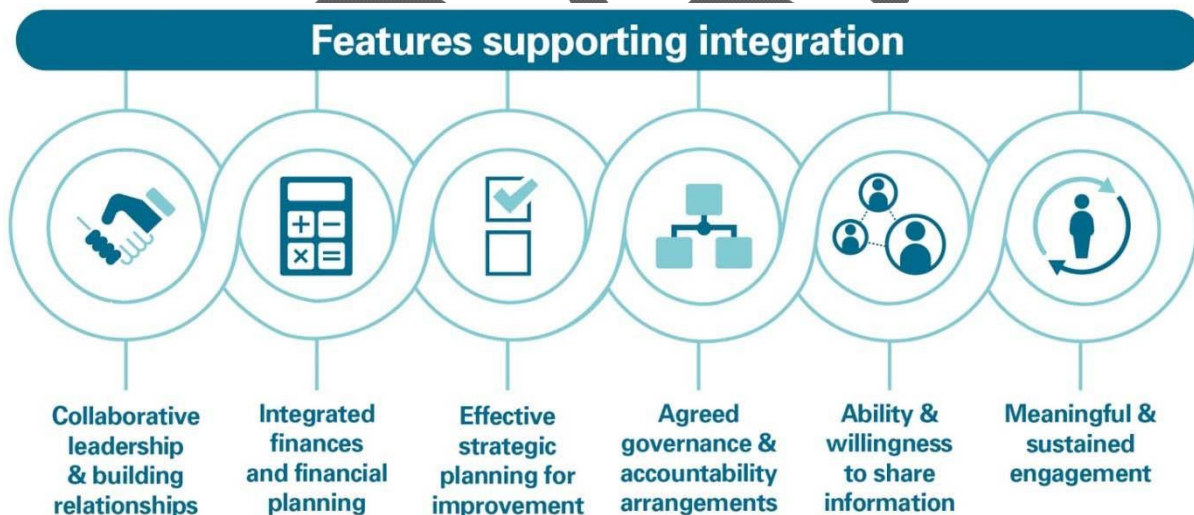 Features supporting integration
Collaborative
leadership
& building
relationships
Integrated
finances
and financial
planning
Effective
strategic
planning for
improvement
Agreed
governance &
accountability
arrangements
Ability &
willingness
to share
information
Meaningful &
sustained
engagement